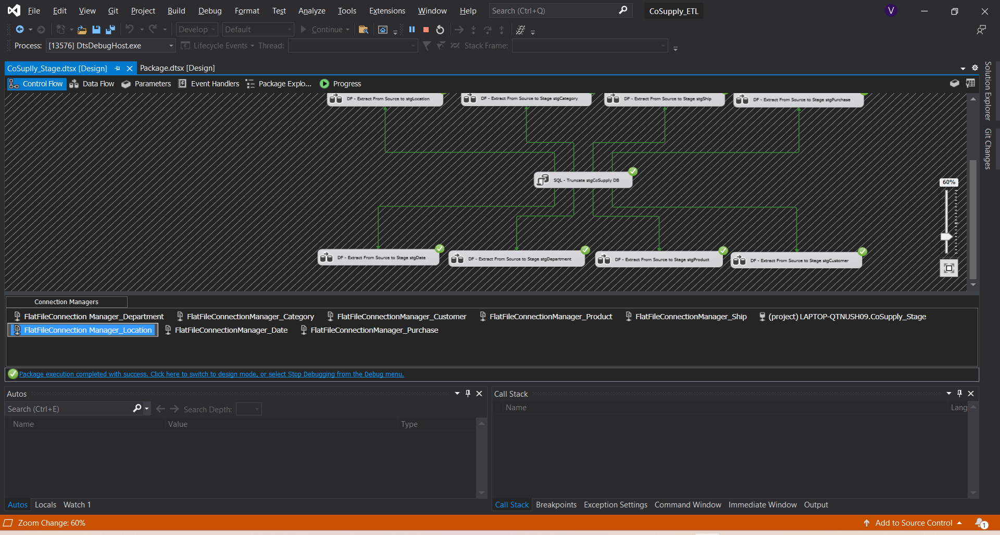 File Edit View Git Project Build Debug Format Test Analyze Tools Extensions Window Help Search (Ctrl+Q) CoSupply_ETL V
Develop Default Continue
Process: [13576] DtsDebugHost.exe Lifecycle Events Thread: Stack Frame:
CoSuplly_Stage.dtsx [Design] Package.dtsx [Design]
Control Flow Data Flow Parameters Event Handlers Package Explo... Progress
DF - Extract From Source to stgLocation DF - Extract From Source to Stage stgCategory DF - Extract From Source to Stage stgShip DF - Extract From Source to Stage stgPurchase
SQL - Truncate stgCoSupply DB
60%
DF - Extract From Source to Stage stgDate DF - Extract From Source to Stage stgDepartment DF - Extract From Source to Stage stgProduct DF - Extract From Source to Stage stgCustomer
Solution Explorer
Git Changes
Connection Managers
FlatFileConnection Manager_Department FlatFileConnectionManager_Category FlatFileConnectionManager_Customer FlatFileConnectionManager_Product FlatFileConnectionManager_Ship (project) LAPTOP-QTNUSH09.CoSupply_Stage
FlatFileConnection Manager_Location FlatFileConnectionManager_Date FlatFileConnectionManager_Purchase
Package execution completed with success. Click here to switch to design mode, or select Stop Debugging from the Debug menu.
Autos
Search (Ctrl+E) Search Depth:
Name Value Type
Autos Locals Watch 1
Call Stack
Name Lang
Call Stack Breakpoints Exception Settings Command Window Immediate Window Output
Zoom Change: 60% Add to Source Control 1